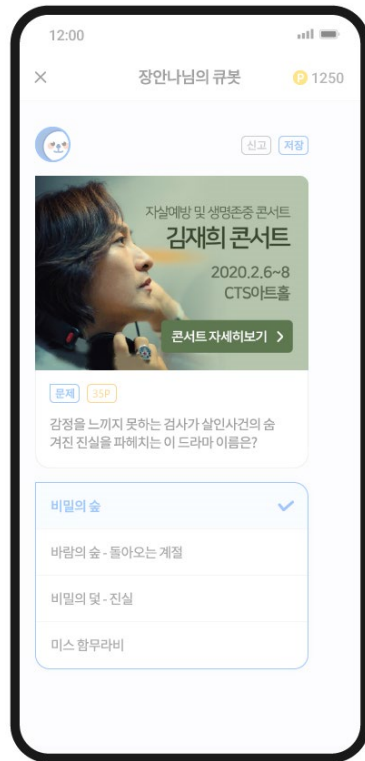 12:00
장안나님의 큐봇
P 1250
신고 저장
자살예방 및 생명존중 콘서트
김재희 콘서트
2020.2.6~8
CTS아트홀
콘서트 자세히보기 >
문제 35P
감정을 느끼지 못하는 검사가 살인사건의 숨
겨진 진실을 파헤치는 이 드라마 이름은?
비밀의 숲
바람의 숲 - 돌아오는 계절
비밀의 덫 - 진실
미스 함무라비